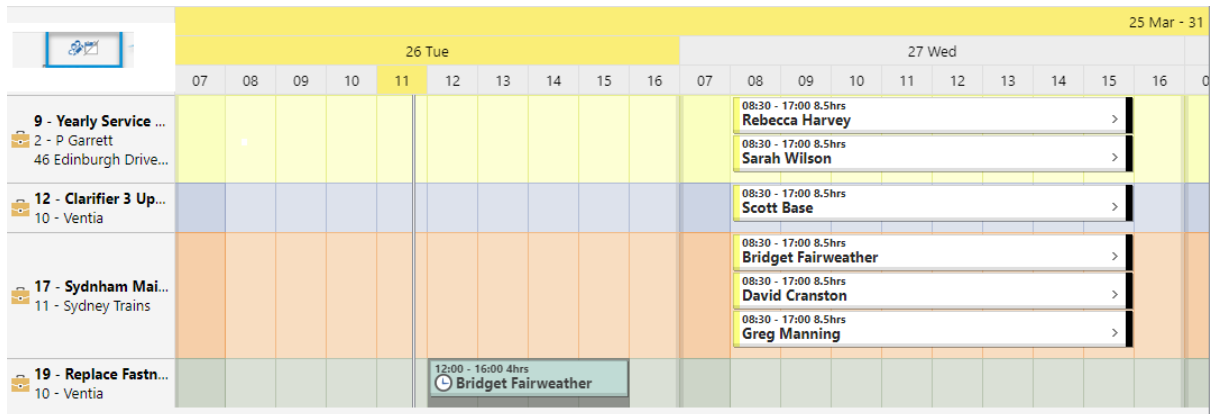 25 Mar - 31
26 Tue
27 Wed
07 08 09 10 11 12 13 14 15 16 07 08 09 10 11 12 13 14 15 16 0
9 - Yearly Service ...
2 - P Garrett
46 Edinburgh Drive...
08:30 - 17:00 8.5hrs
Rebecca Harvey
08:30 - 17:00 8.5hrs
Sarah Wilson
12 - Clarifier 3 Up...
10 - Ventia
08:30 - 17:00 8.5hrs
Scott Base
17 - Sydnham Mai...
11 - Sydney Trains
08:30 - 17:00 8.5hrs
Bridget Fairweather
08:30 - 17:00 8.5hrs
David Cranston
08:30 - 17:00 8.5hrs
Greg Manning
19 - Replace Fastn...
10 - Ventia
12:00 - 16:00 4hrs
Bridget Fairweather